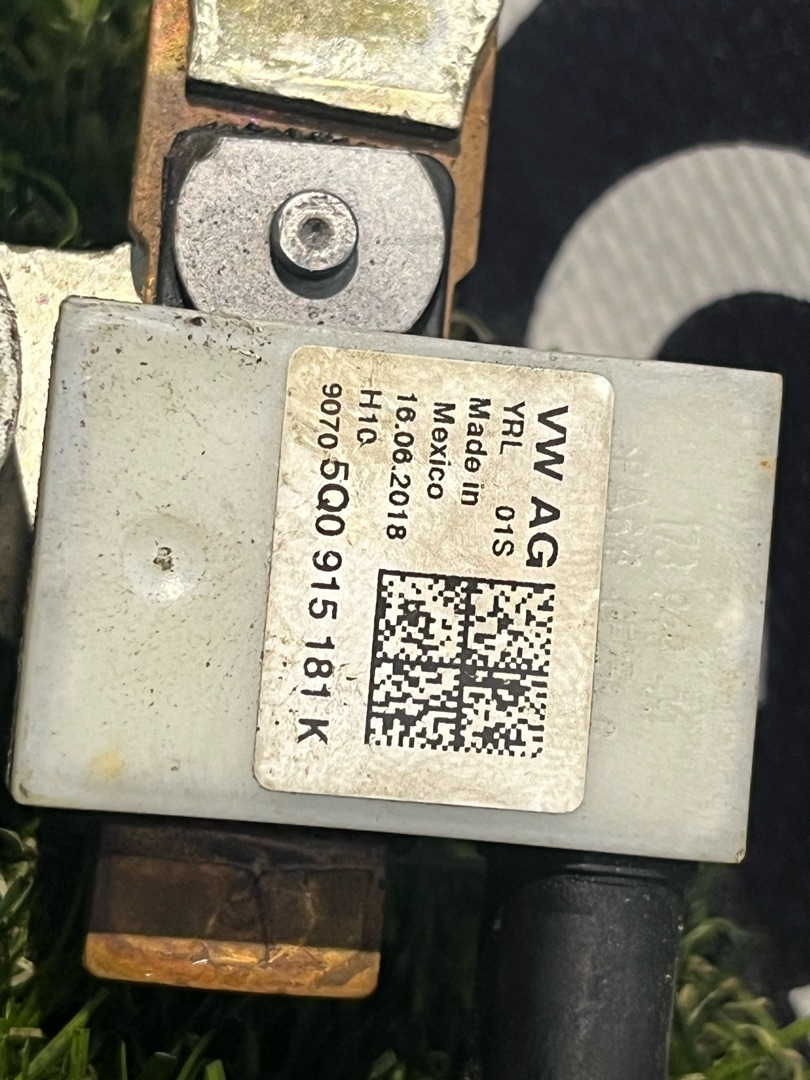 VW AG
YRL 01S
Made in
Mexico
16.06.2018
H10
9070 5Q0 915 181 K